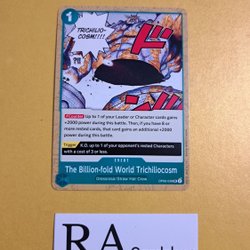 1
TRICHILIO-
COSM!!!!
ド
ン
[Counter] Up to 1 of your Leader or Character cards gains
+2000 power during this battle. Then, if you have 8 or
more rested cards, that card gains an additional +2000
power during this battle.
[Trigger] K.O. up to 1 of your opponent's rested Characters
with a cost of 3 or less.
EVENT
The Billion-fold World Trichiliocosm
Dressrosa/Straw Hat Crew
RA